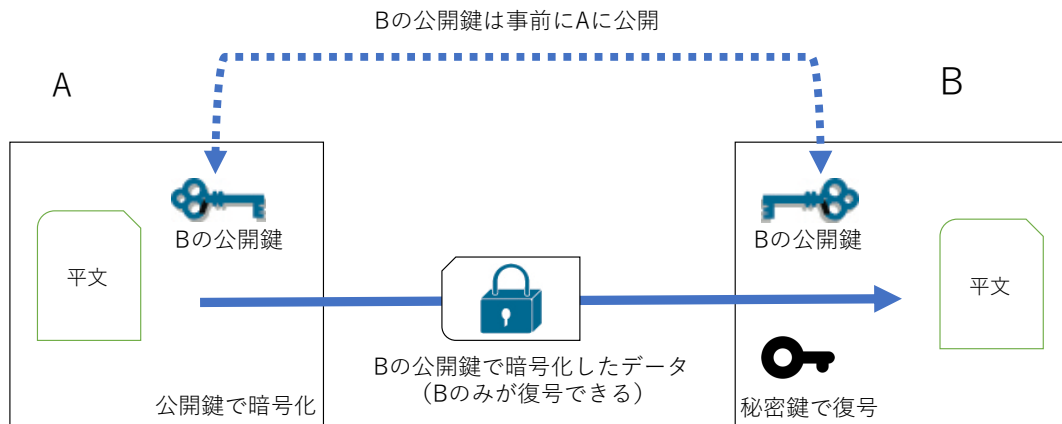 Bの公開鍵は事前にAに公開
A
B
Bの公開鍵
Bの公開鍵
平文
平文
Bの公開鍵で暗号化したデータ
（Bのみが復号できる）
公開鍵で暗号化
秘密鍵で復号